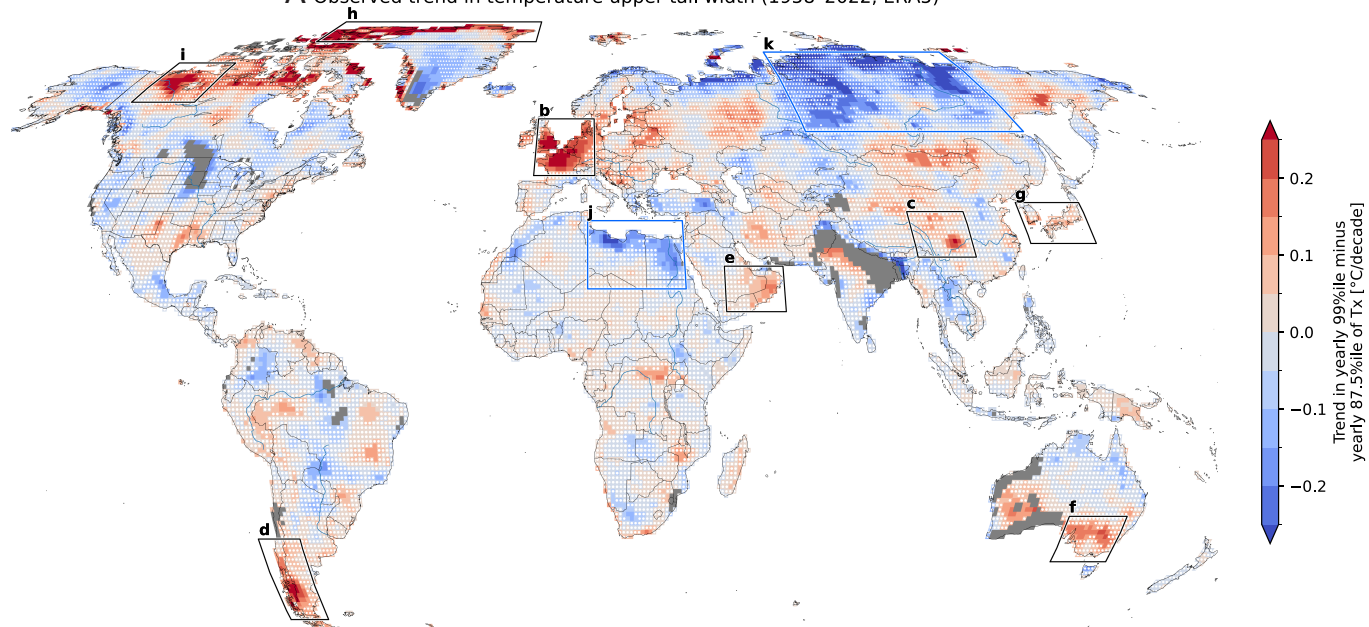 A Observed trend in temperature upper tail width (1958–2022, ERA5)
h
i
k
b
g
c
j
e
f
d
0.2
0.1
0.0
−0.1
−0.2
Trend in yearly 99%ile minus
yearly 87.5%ile of Tx [°C/decade]